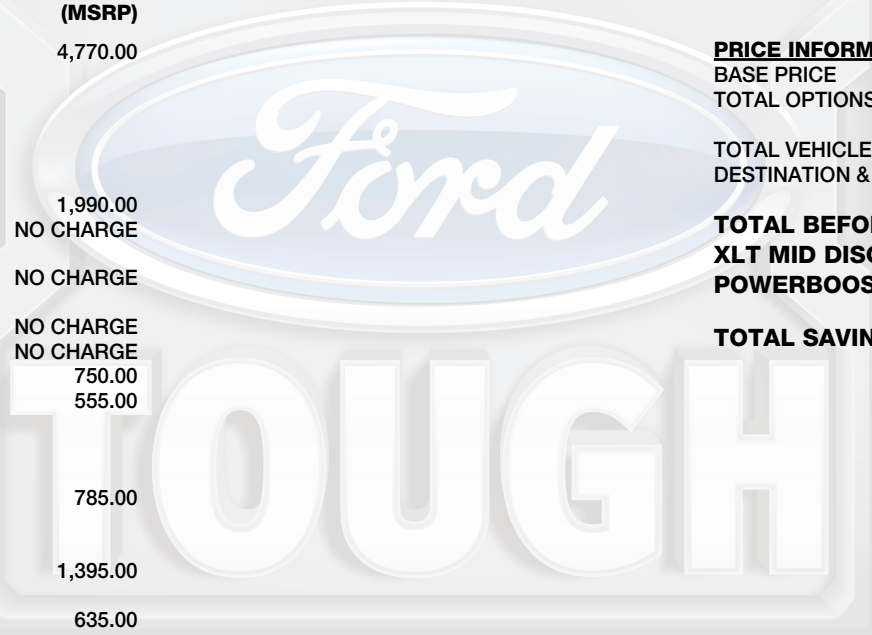 (MSRP)
4,770.00
1,990.00
NO CHARGE
NO CHARGE
NO CHARGE
NO CHARGE
750.00
555.00
785.00
1,395.00
635.00
PRICE INFORM
BASE PRICE
TOTAL OPTIONS
TOTAL VEHICLE
DESTINATION &
TOTAL BEFO
XLT MID DISC
POWERBOOS
TOTAL SAVIN
Ford
TOUGH